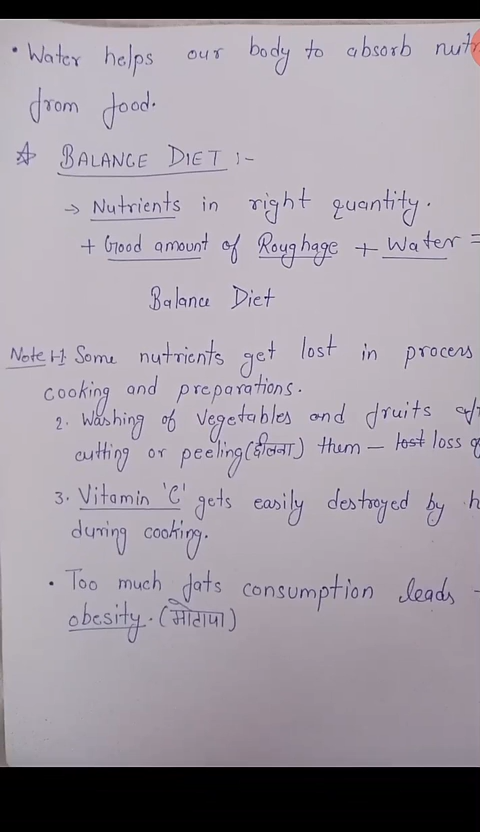 • Water helps our body to absorb nutr
from food.
☆ BALANCE DIET :-
→ Nutrients in right quantity.
+ Good amount of Roughage + Water =
Balance Diet
Note :- 1. Some nutrients get lost in process
cooking and preparations.
2. Washing of vegetables and fruits af
cutting or peeling (छीलना) them – lost loss o
3. Vitamin 'C' gets easily destroyed by h
during cooking.
• Too much fats consumption leads -
obesity. (मोटापा)